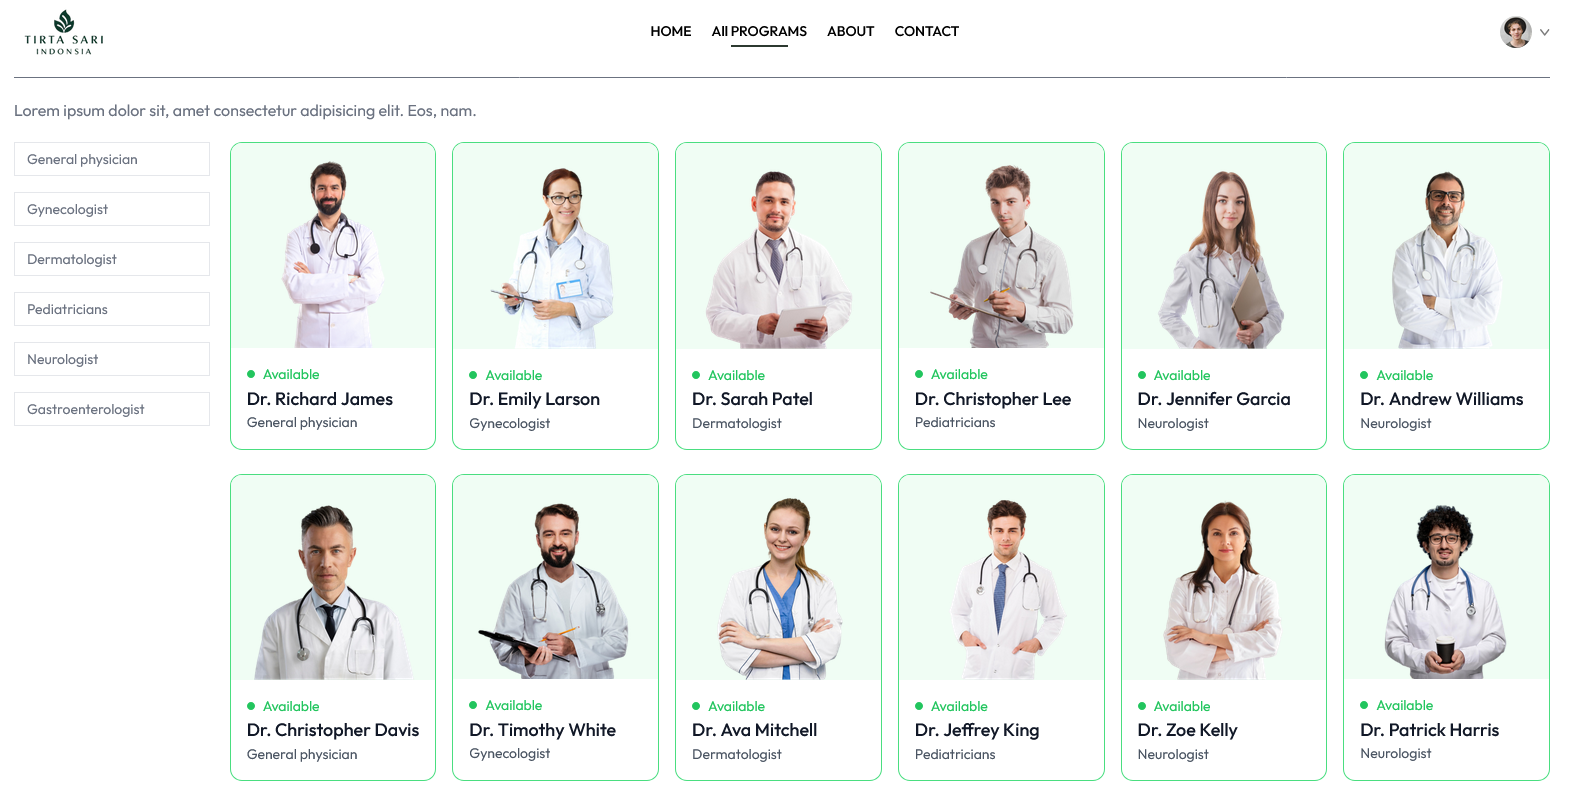 TIRTA SARI
INDONSIA
HOME All PROGRAMS ABOUT CONTACT
Lorem ipsum dolor sit, amet consectetur adipisicing elit. Eos, nam.
General physician
Gynecologist
Dermatologist
Pediatricians
Neurologist
Gastroenterologist
Available
Dr. Richard James
General physician
Available
Dr. Emily Larson
Gynecologist
Available
Dr. Sarah Patel
Dermatologist
Available
Dr. Christopher Lee
Pediatricians
Available
Dr. Jennifer Garcia
Neurologist
Available
Dr. Andrew Williams
Neurologist
Available
Dr. Christopher Davis
General physician
Available
Dr. Timothy White
Gynecologist
Available
Dr. Ava Mitchell
Dermatologist
Available
Dr. Jeffrey King
Pediatricians
Available
Dr. Zoe Kelly
Neurologist
Available
Dr. Patrick Harris
Neurologist